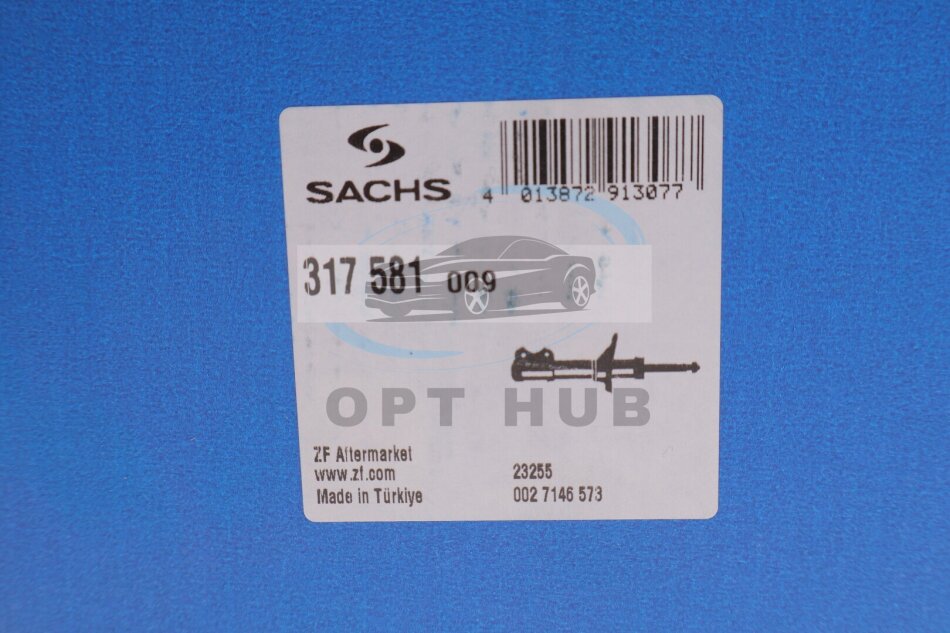 SACHS
4 013872 913077
317 581 009
OPT HUB
ZF Aftermarket
www.zf.com
Made in Türkiye
23255
002 7146 573